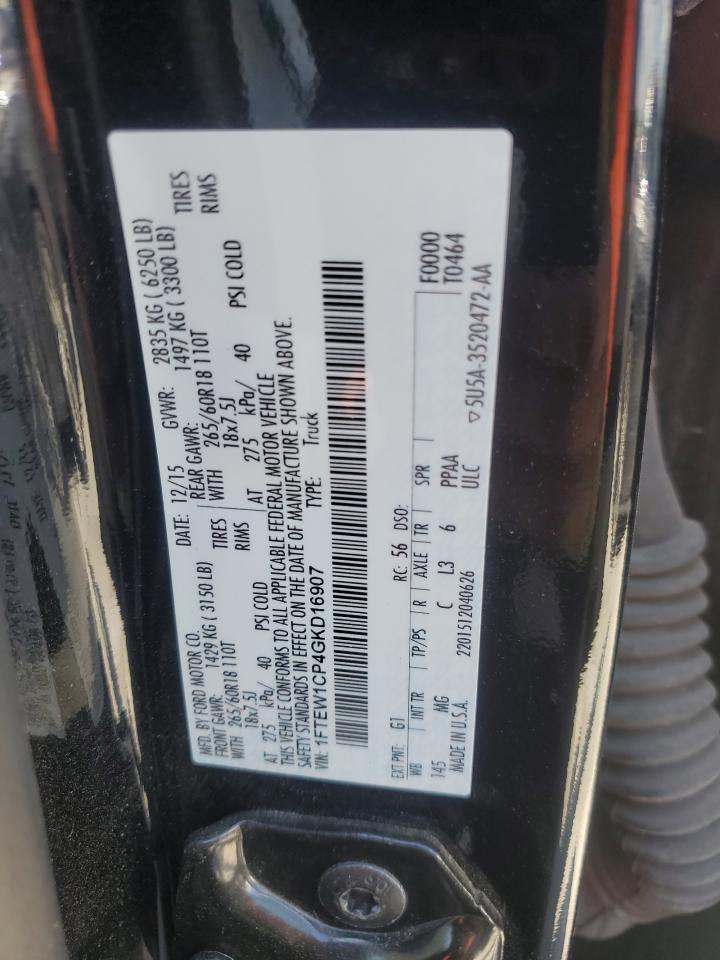 MFD. BY FORD MOTOR CO. DATE: 12/15 GVWR: 2835 KG ( 6250 LB)
FRONT GAWR: 1429 KG ( 3150 LB) REAR GAWR: 1497 KG ( 3300 LB)
WITH 265/60R18 110T TIRES WITH 265/60R18 110T TIRES
18x7.5J RIMS 18x7.5J RIMS
AT 275 kPa/ 40 PSI COLD AT 275 kPa/ 40 PSI COLD
THIS VEHICLE CONFORMS TO ALL APPLICABLE FEDERAL MOTOR VEHICLE
SAFETY STANDARDS IN EFFECT ON THE DATE OF MANUFACTURE SHOWN ABOVE.
VIN: 1FTEW1CP4GKD16907 TYPE: Truck
EXT PNT: G1 RC: 56 DSO: F0000
WB INT TR TP/PS R AXLE TR SPR T0464
145 MG C L3 6 PPAA
MADE IN U.S.A. 2201512040626 ULC ▽5U5A-3520472-AA